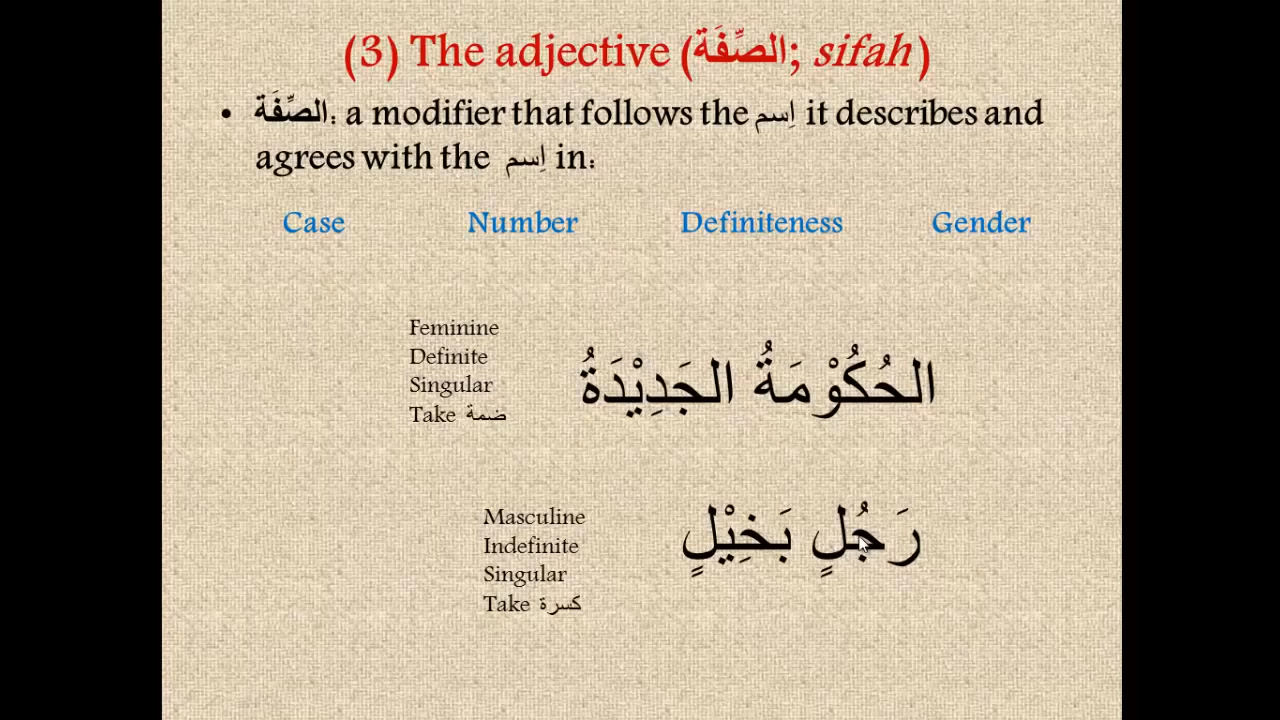 (3) The adjective (الصِّفَة; sifah)
• الصِّفَة: a modifier that follows the اِسم it describes and
agrees with the اِسم in:
Case Number Definiteness Gender
Feminine
Definite
Singular
Take ضمة
الحُكُوْمَةُ الجَدِيْدَةُ
Masculine
Indefinite
Singular
Take كسرة
رَجُلٍ بَخِيْلٍ